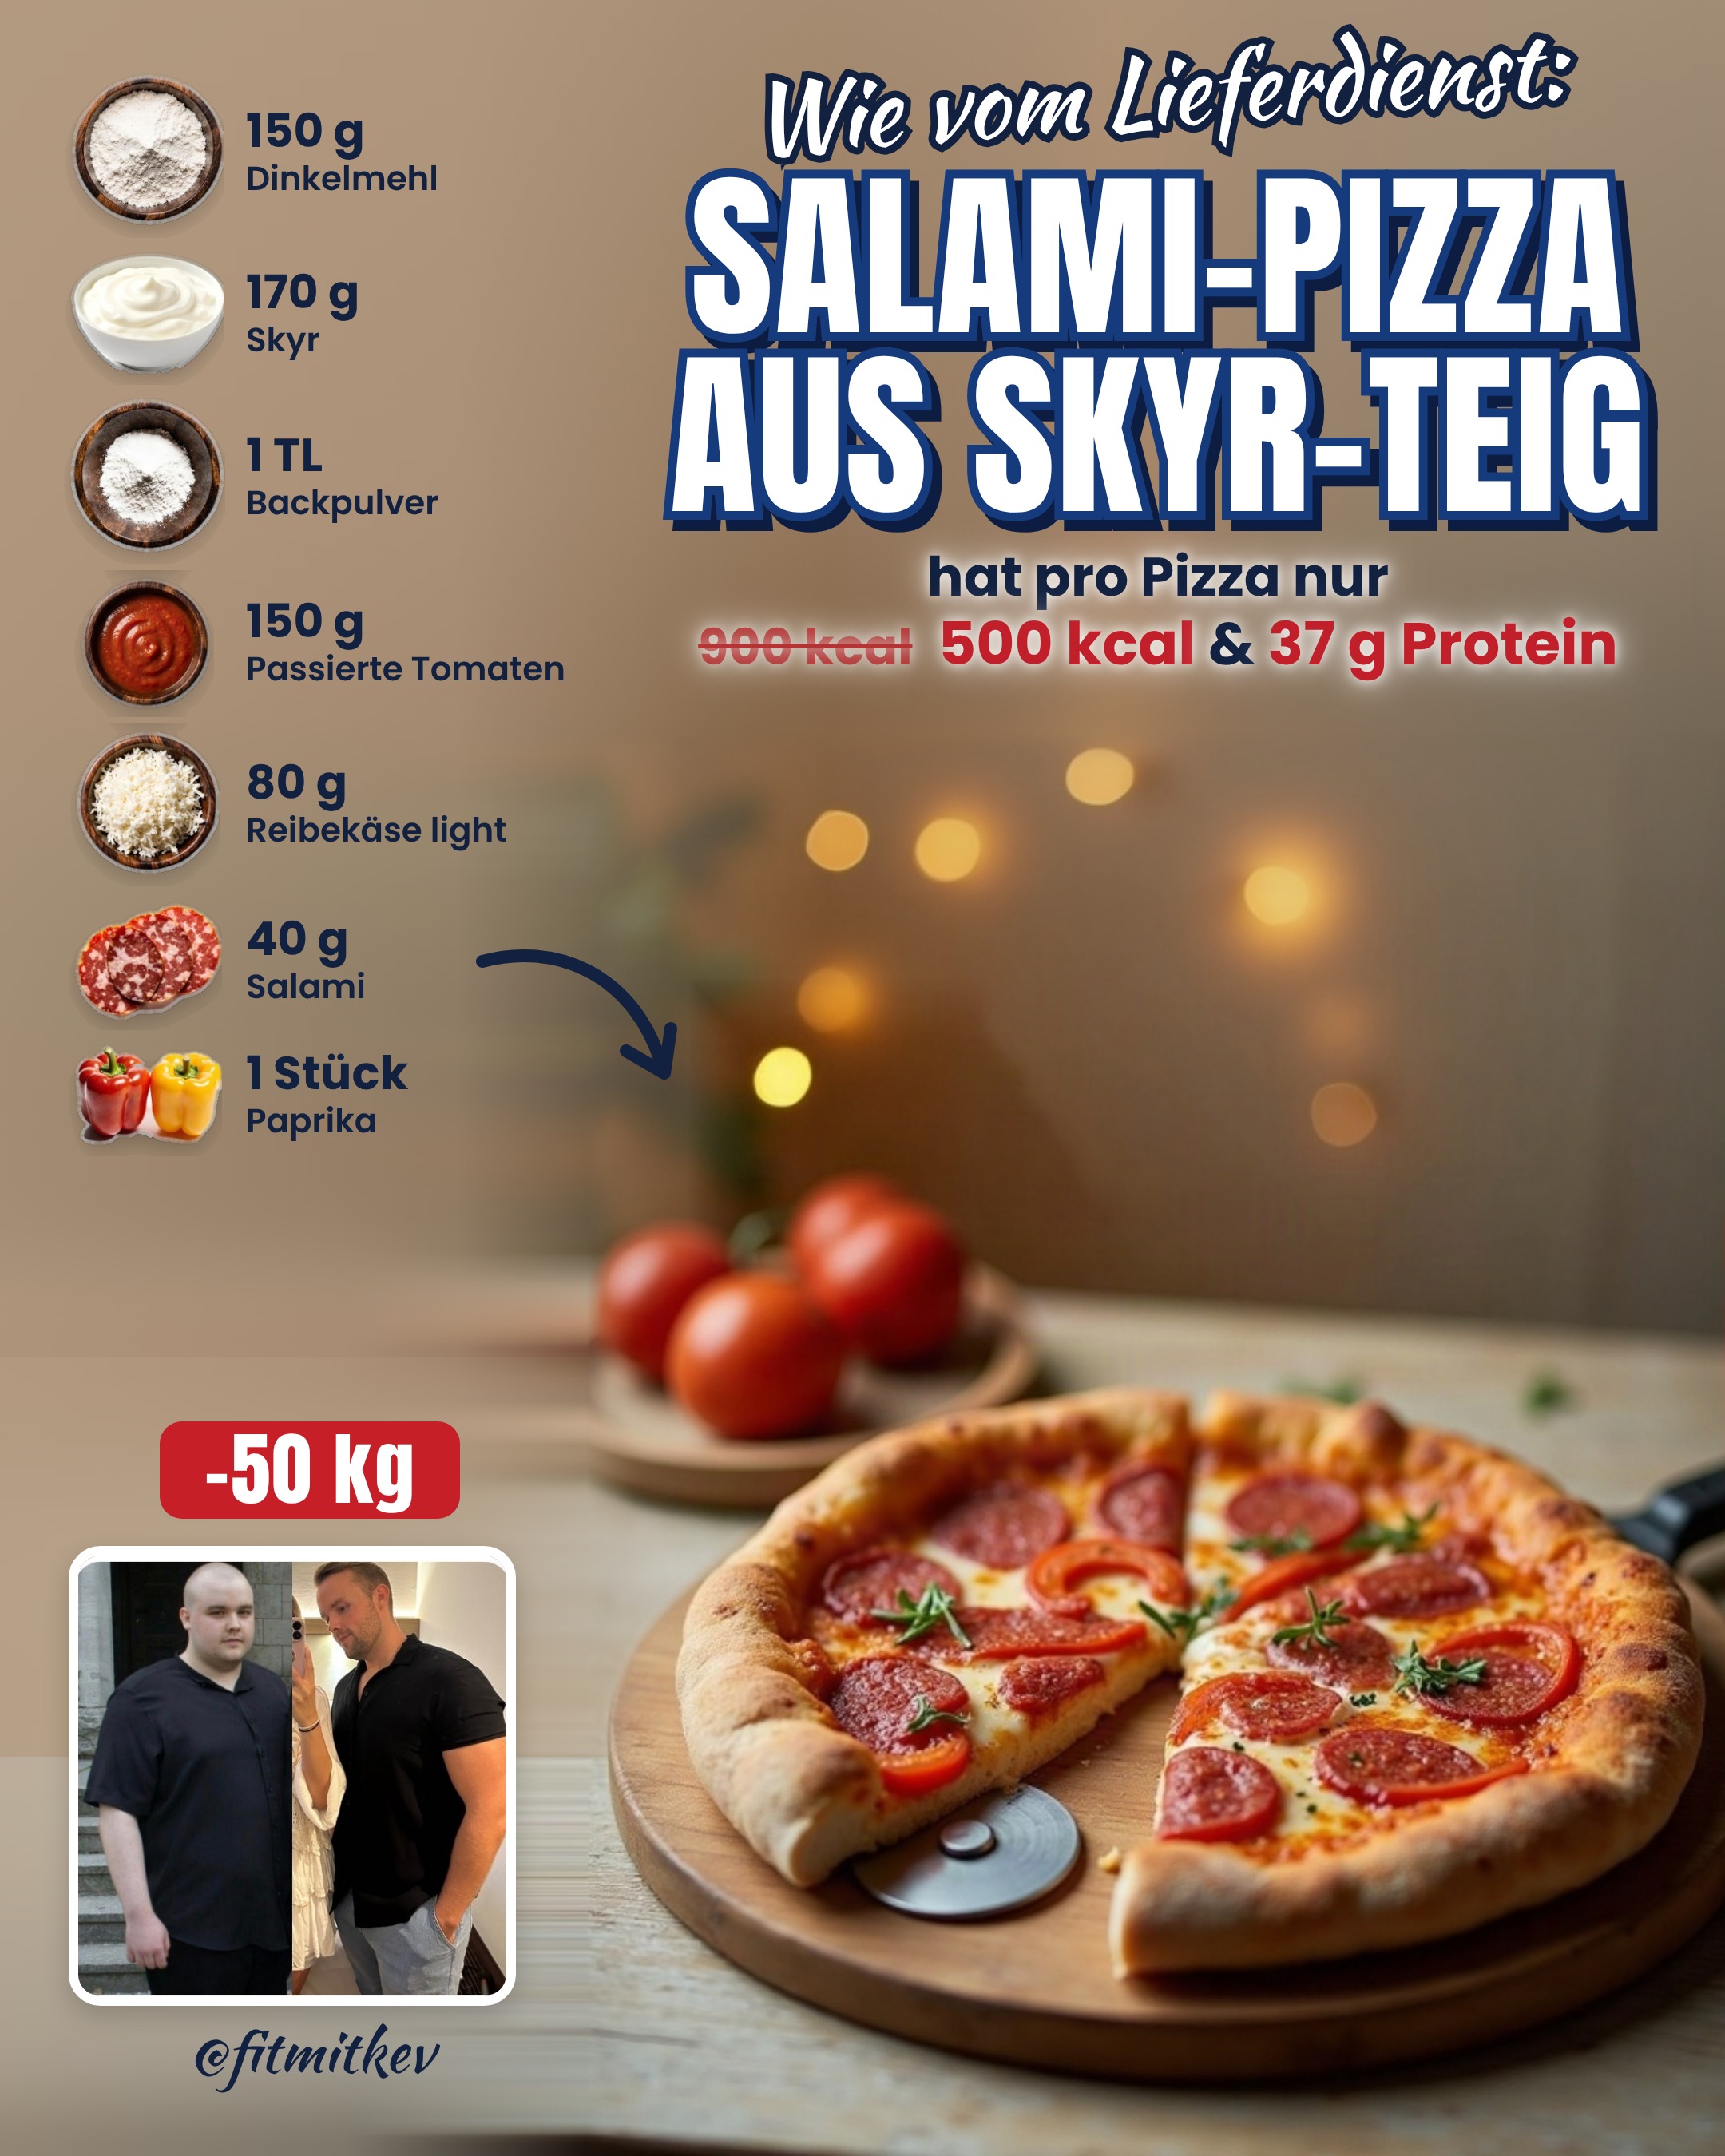 Wie vom Lieferdienst:
SALAMI-PIZZA
AUS SKYR-TEIG
hat pro Pizza nur
900 kcal 500 kcal & 37 g Protein
150 g
Dinkelmehl
170 g
Skyr
1 TL
Backpulver
150 g
Passierte Tomaten
80 g
Reibekäse light
40 g
Salami
1 Stück
Paprika
-50 kg
@fitmitkev